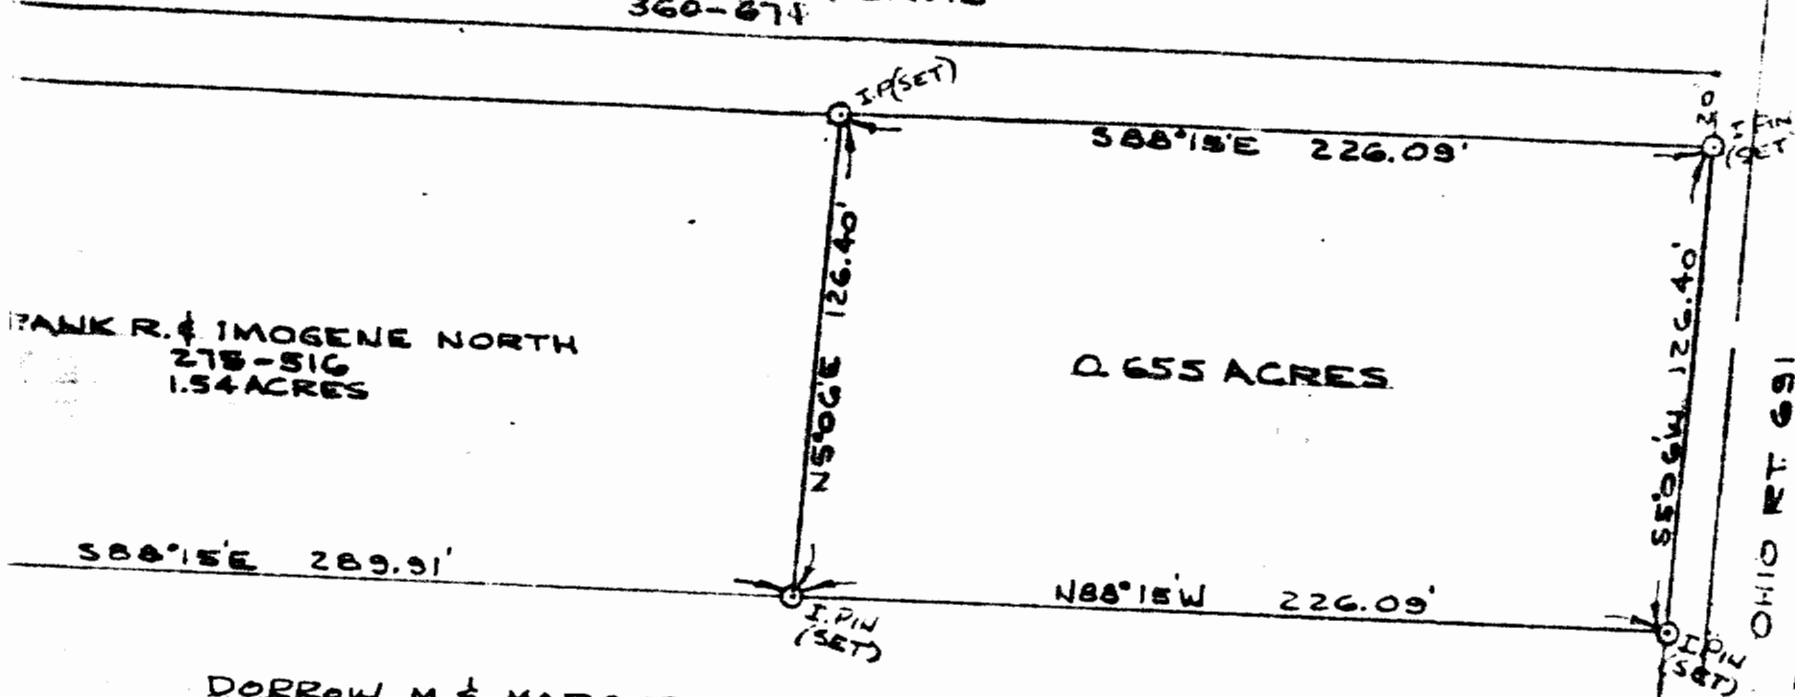 360-674
I.P.(SET)
S88°15'E 226.09'
20
(SET
N5°06'E 126.40'
S5°06'W 126.40'
R. & IMOGENE NORTH
275-516
1.54 ACRES
0.655 ACRES
OHIO RT. 691
S88°15'E 289.91'
N88°15'W 226.09'
I. PIN
(SET)
I. PIN
(SET)
DORROW M. &